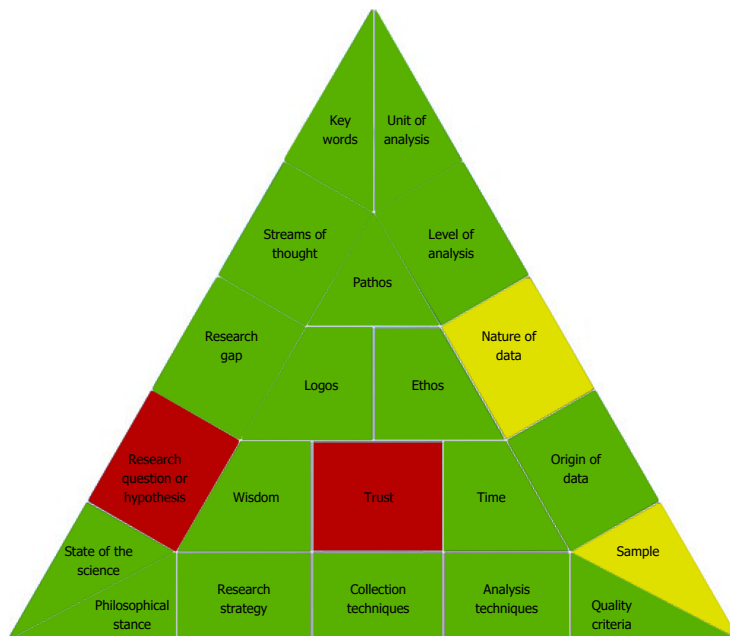 Key
words
Unit of
analysis
Streams of
thought
Level of
analysis
Pathos
Research
gap
Nature of
data
Logos
Ethos
Research
question or
hypothesis
Wisdom
Trust
Time
Origin of
data
State of the
science
Sample
Philosophical
stance
Research
strategy
Collection
techniques
Analysis
techniques
Quality
criteria